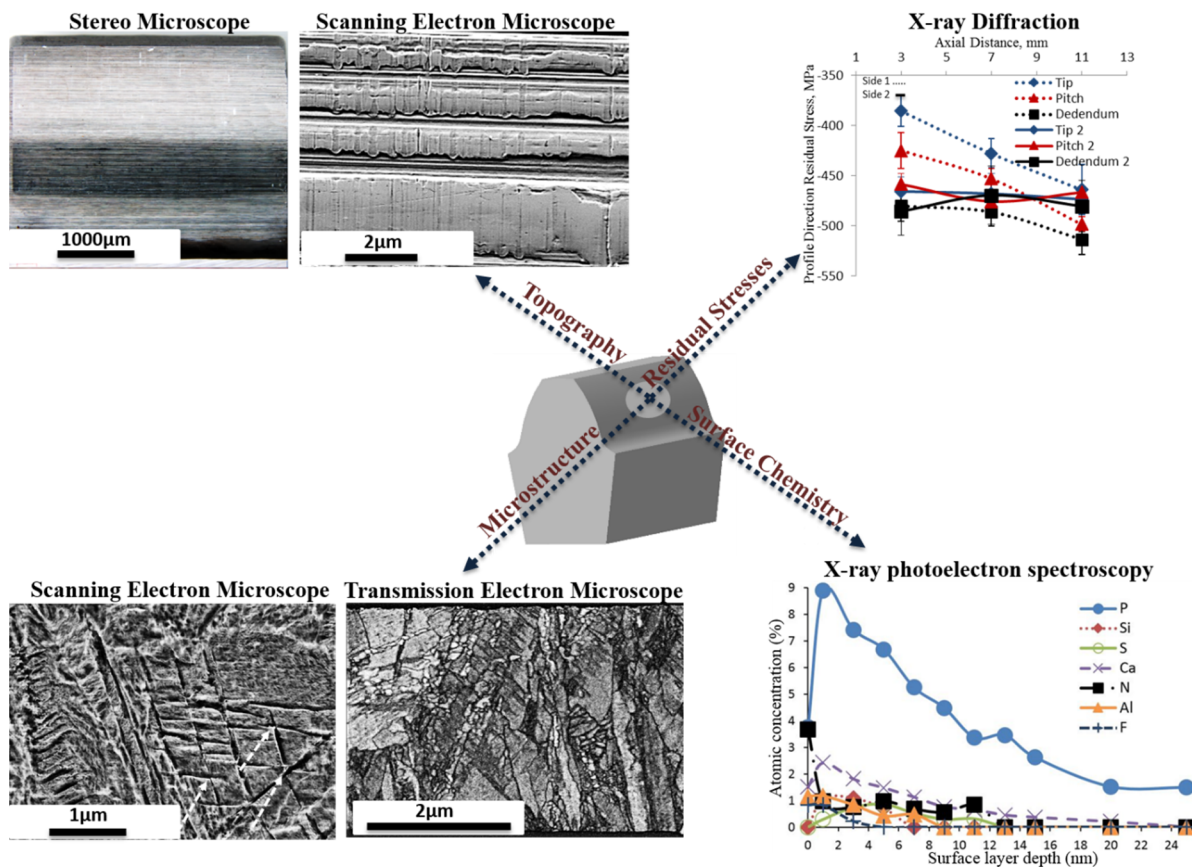 Stereo Microscope
Scanning Electron Microscope
1000µm
2µm
X-ray Diffraction
Axial Distance, mm
3 5 7 9 11 13
-350
-400
-450
-500
-550
Profile Direction Residual Stress, MPa
Side 1 .....
Side 2
Tip
Pitch
Dedendum
Tip 2
Pitch 2
Dedendum 2
Topography
Residual Stresses
Microstructure
Surface Chemistry
Scanning Electron Microscope
Transmission Electron Microscope
1µm
2µm
X-ray photoelectron spectroscopy
9
8
7
6
5
4
3
2
1
0
Atomic concentration (%)
P
Si
S
Ca
N
Al
F
0 2 4 6 8 10 12 14 16 18 20 22 24
Surface layer depth (nm)